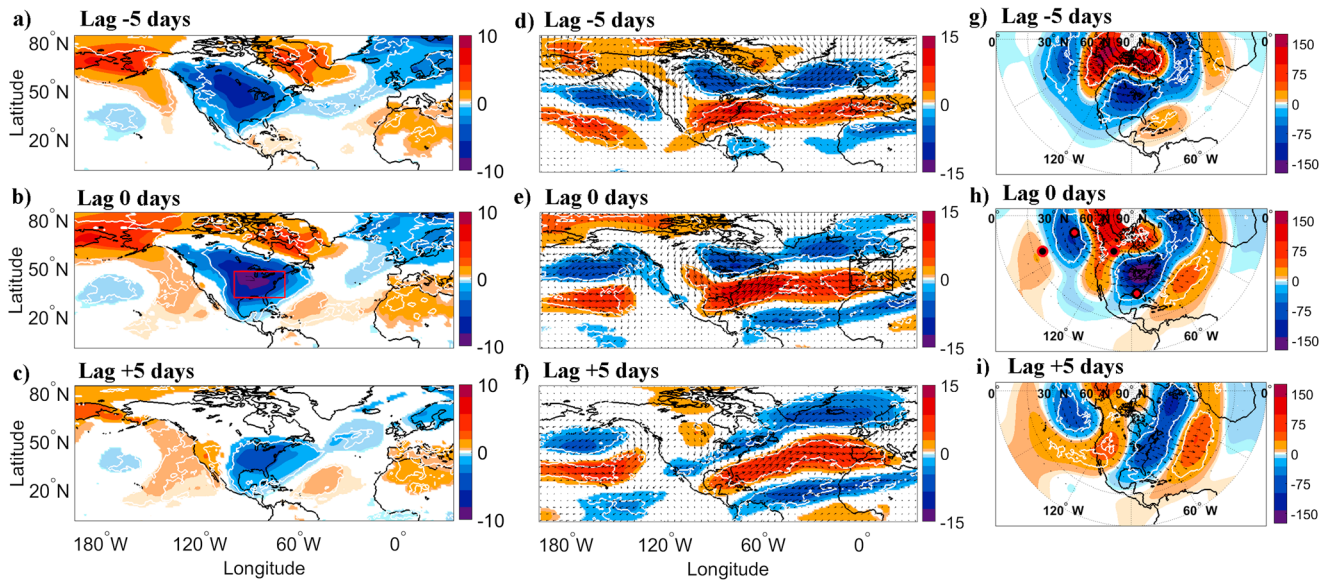 a) Lag -5 days
80° N
50° N
20° N
Latitude
10
0
-10
d) Lag -5 days
15
0
-15
g) Lag -5 days
0° 30° N 60° N 70° N 90° N 0°
120° W 60° W
150
75
0
-75
-150
b) Lag 0 days
80° N
50° N
20° N
Latitude
10
0
-10
e) Lag 0 days
15
0
-15
h) Lag 0 days
0° 30° N 90° N 0°
120° W 60° W
150
75
0
-75
-150
c) Lag +5 days
80° N
50° N
20° N
Latitude
10
0
-10
180° W 120° W 60° W 0°
Longitude
f) Lag +5 days
15
0
-15
180° W 120° W 60° W 0°
Longitude
i) Lag +5 days
0° 30° N 90° N 0°
120° W 60° W
150
75
0
-75
-150